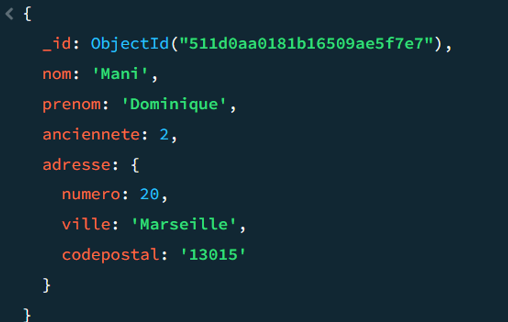 {
_id: ObjectId("511d0aa0181b16509ae5f7e7"),
nom: 'Mani',
prenom: 'Dominique',
anciennete: 2,
adresse: {
numero: 20,
ville: 'Marseille',
codepostal: '13015'
}
}